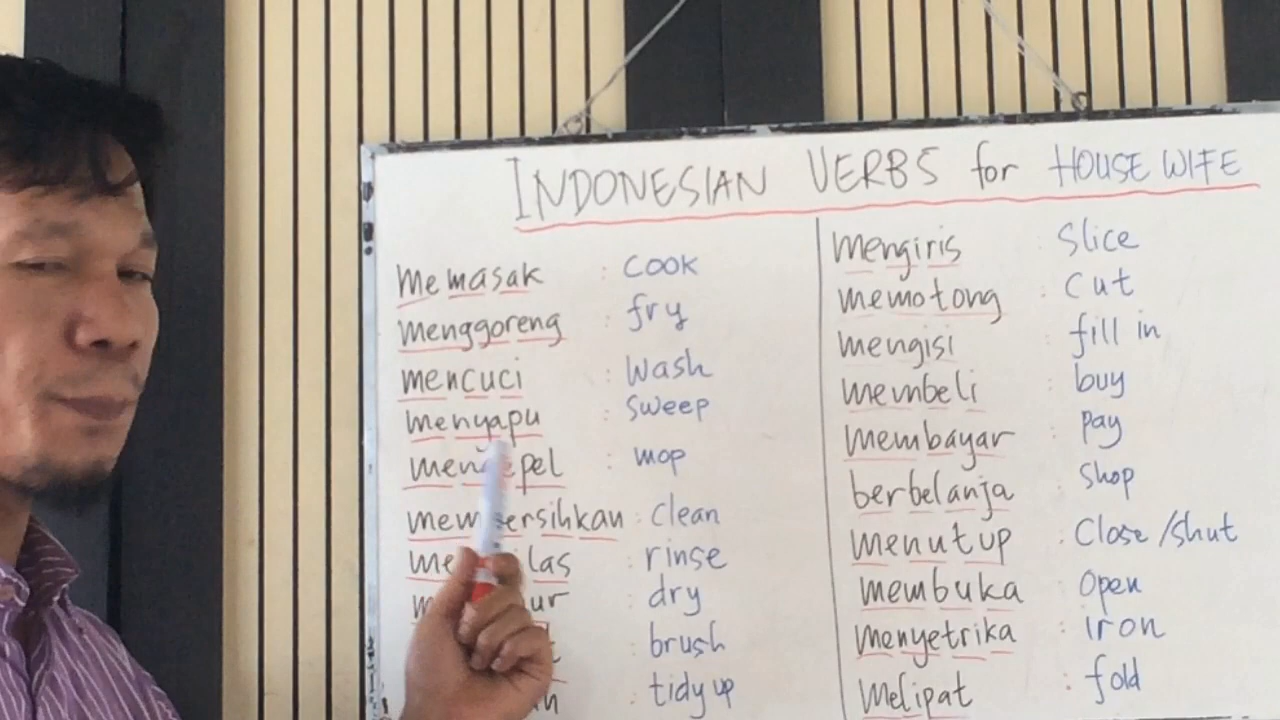 INDONESIAN VERBS for HOUSE WIFE
memasak : cook
menggoreng : fry
mencuci : wash
menyapu : sweep
: mop
: clean
: rinse
: dry
: brush
: tidy up
mengiris : slice
memotong : cut
mengisi : fill in
membeli : buy
membayar : pay
berbelanja : shop
menutup : close/shut
membuka : open
menyetrika : iron
melipat : fold